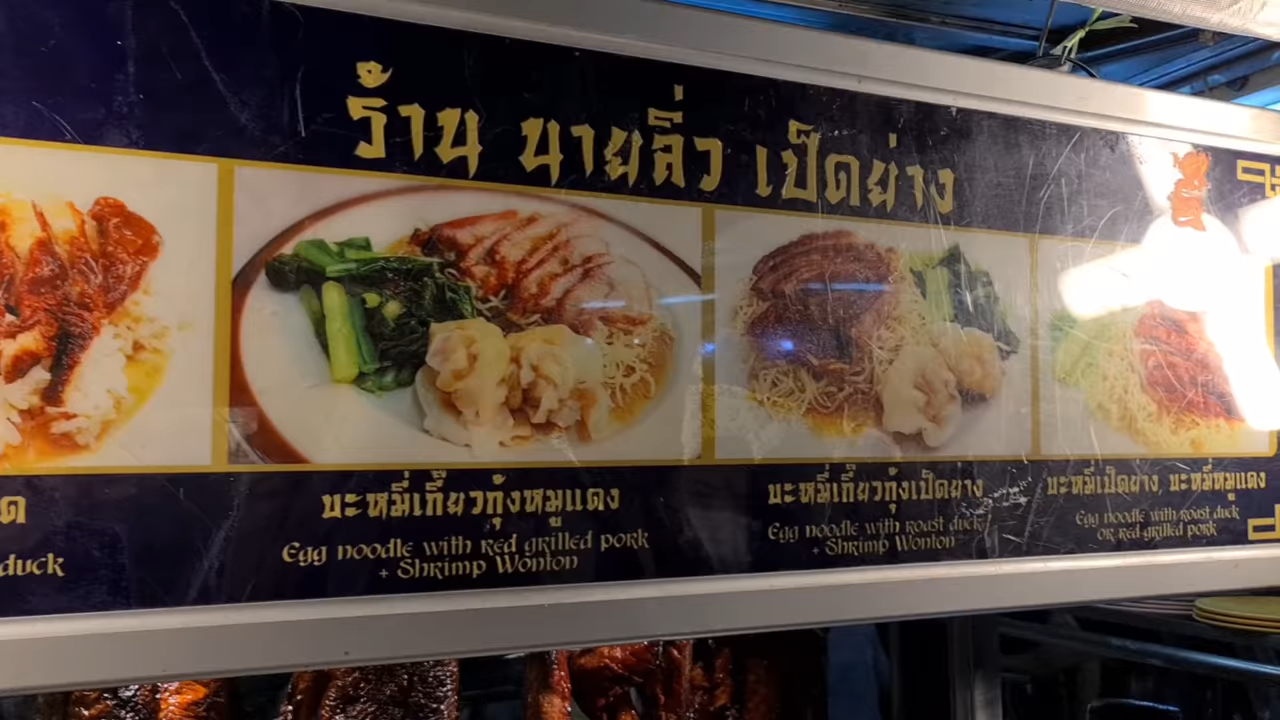 ร้าน นายลิ่ว เป็ดย่าง
ด
duck
บะหมี่เกี๊ยวกุ้งหมูแดง
Egg noodle with red grilled pork
+ Shrimp Wonton
บะหมี่เกี๊ยวกุ้งเป็ดย่าง
Egg noodle with roast duck
+ Shrimp Wonton
บะหมี่เป็ดย่าง, บะหมี่หมูแดง
Egg noodle with roast duck
or red grilled pork